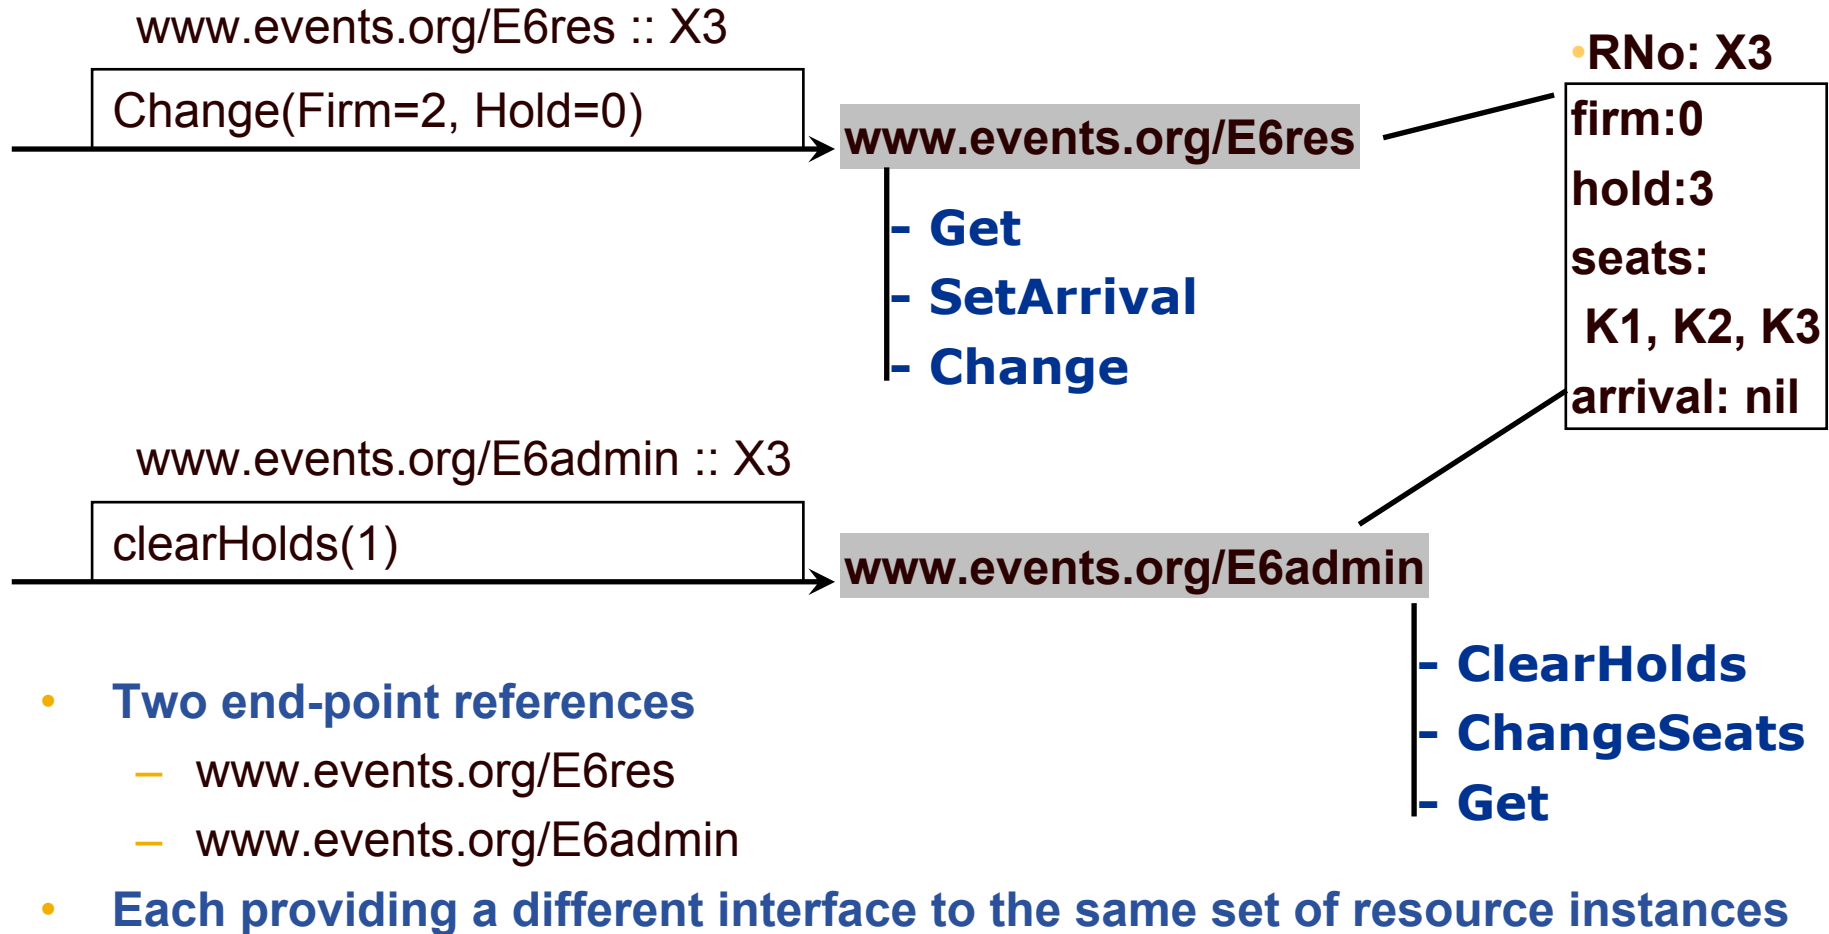 www.events.org/E6res :: X3
Change(Firm=2, Hold=0)
www.events.org/E6res
- Get
- SetArrival
- Change
•RNo: X3
firm:0
hold:3
seats:
K1, K2, K3
arrival: nil
www.events.org/E6admin :: X3
clearHolds(1)
www.events.org/E6admin
- ClearHolds
- ChangeSeats
- Get
• Two end-point references
– www.events.org/E6res
– www.events.org/E6admin
• Each providing a different interface to the same set of resource instances